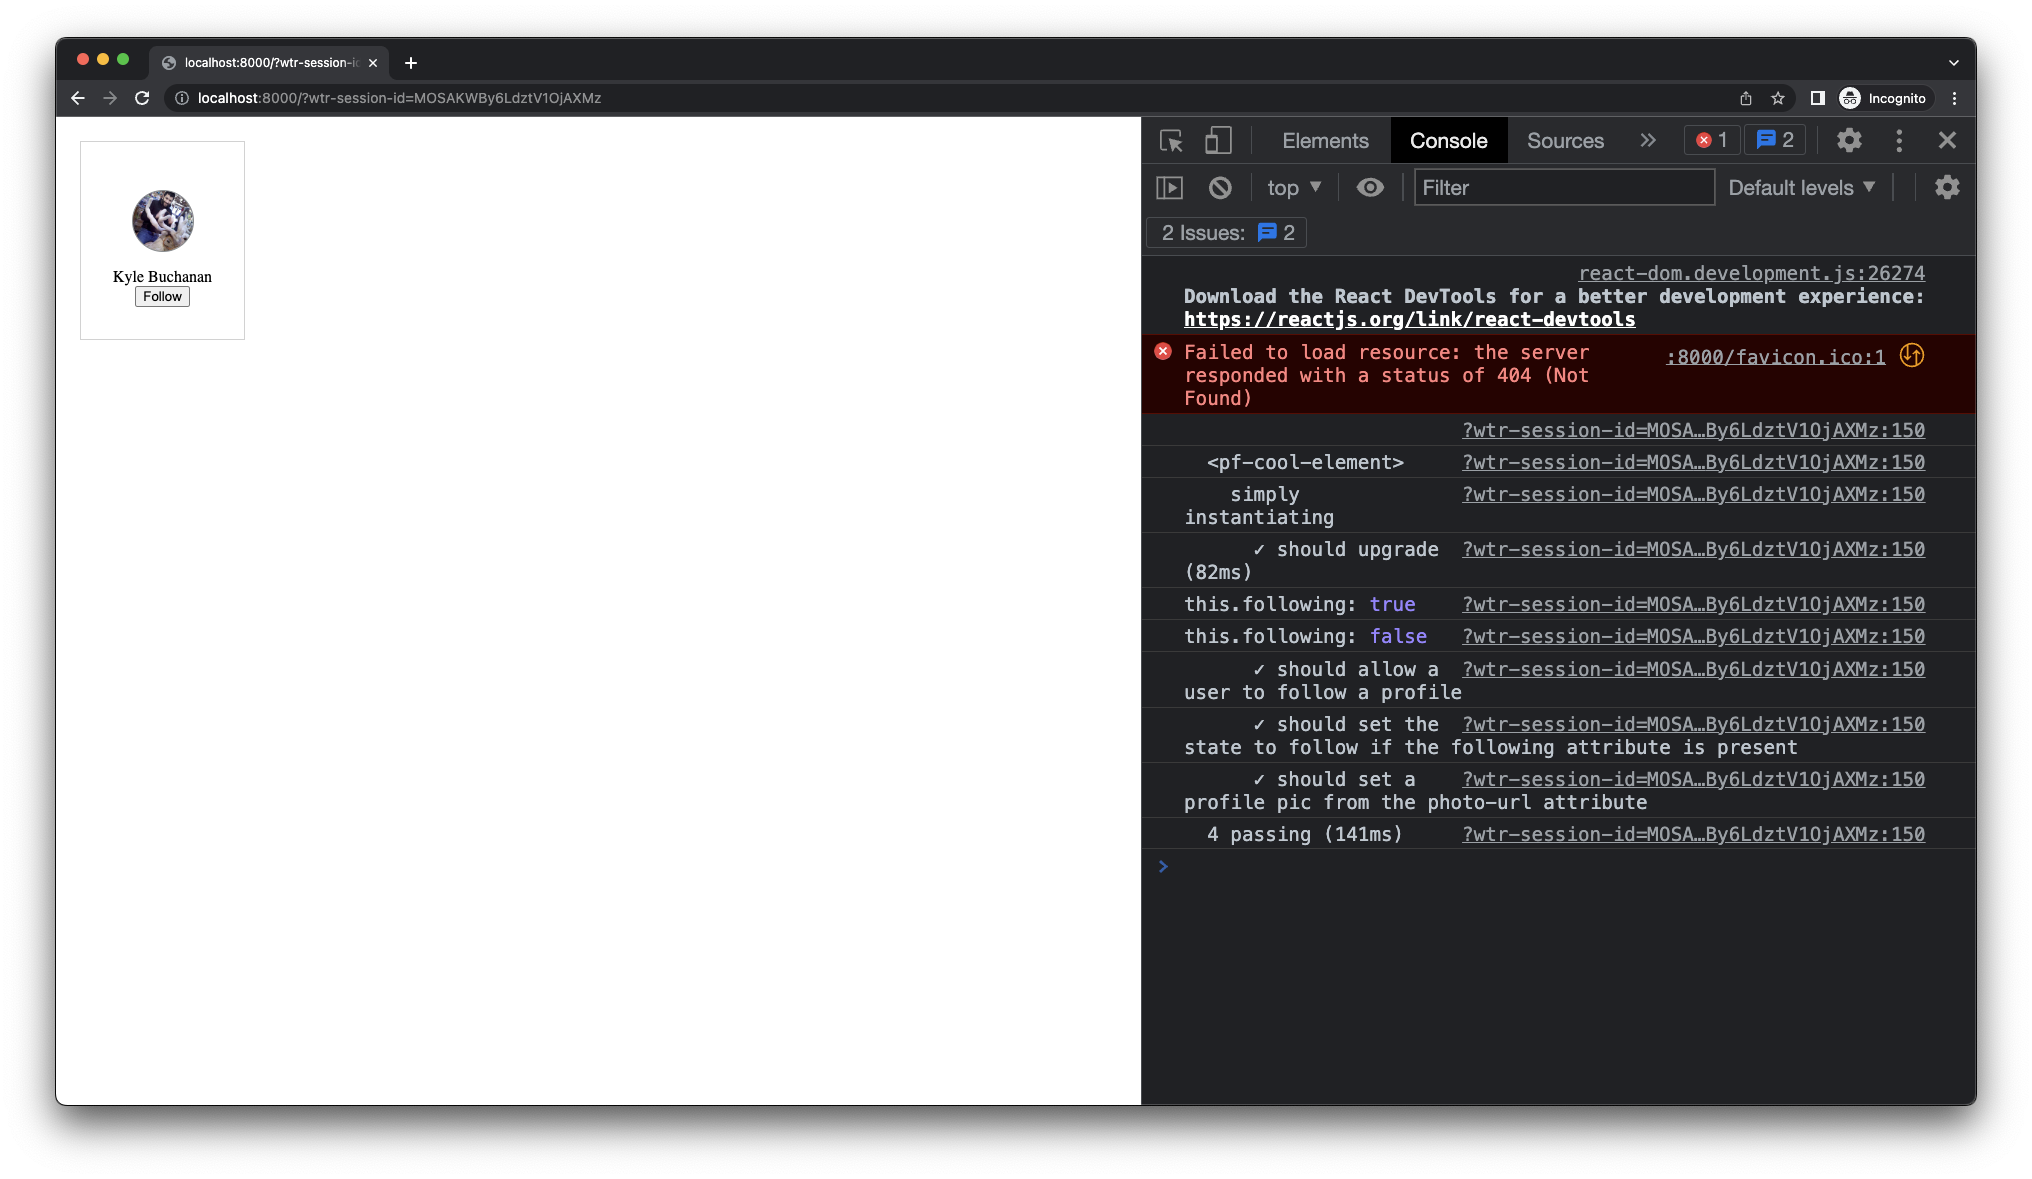 localhost:8000/?wtr-session-id
localhost:8000/?wtr-session-id=MOSAKWBy6LdztV1OjAXMz
Incognito
Kyle Buchanan
Follow
Elements
Console
Sources
1
2
top
Filter
Default levels
2 Issues:
2
react-dom.development.js:26274
Download the React DevTools for a better development experience:
https://reactjs.org/link/react-devtools
Failed to load resource: the server :8000/favicon.ico:1
responded with a status of 404 (Not
Found)
?wtr-session-id=MOSA…By6LdztV1OjAXMz:150
<pf-cool-element> ?wtr-session-id=MOSA…By6LdztV1OjAXMz:150
simply ?wtr-session-id=MOSA…By6LdztV1OjAXMz:150
instantiating
✓ should upgrade ?wtr-session-id=MOSA…By6LdztV1OjAXMz:150
(82ms)
this.following: true ?wtr-session-id=MOSA…By6LdztV1OjAXMz:150
this.following: false ?wtr-session-id=MOSA…By6LdztV1OjAXMz:150
✓ should allow a ?wtr-session-id=MOSA…By6LdztV1OjAXMz:150
user to follow a profile
✓ should set the ?wtr-session-id=MOSA…By6LdztV1OjAXMz:150
state to follow if the following attribute is present
✓ should set a ?wtr-session-id=MOSA…By6LdztV1OjAXMz:150
profile pic from the photo-url attribute
4 passing (141ms) ?wtr-session-id=MOSA…By6LdztV1OjAXMz:150